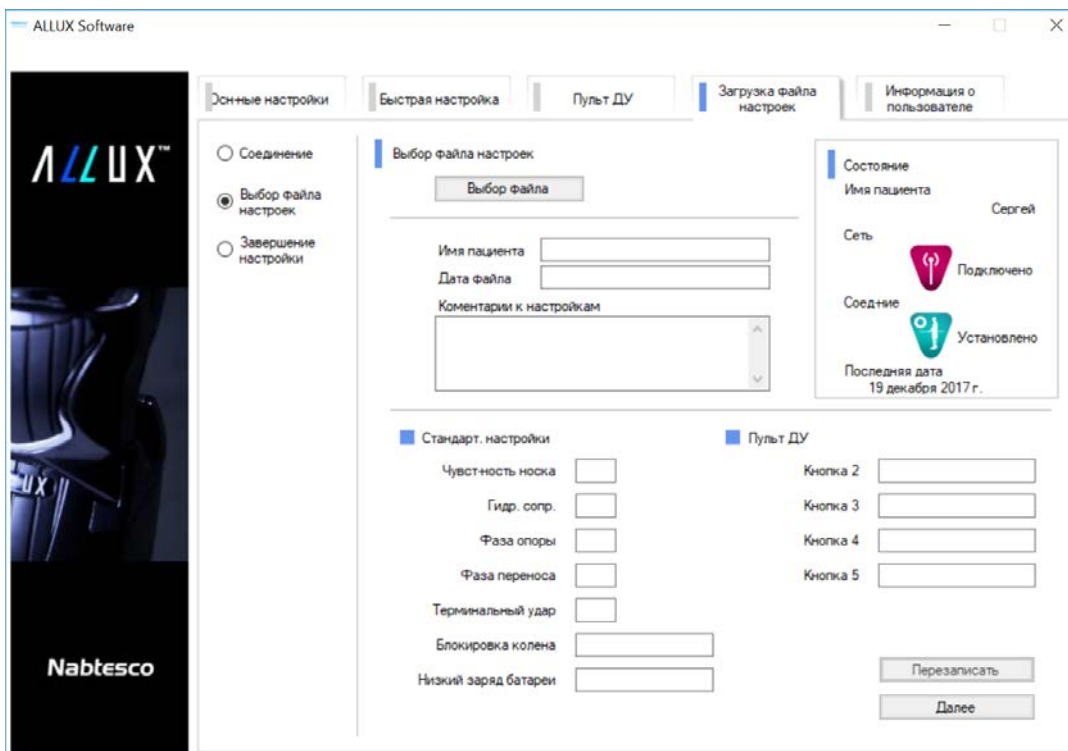 ALLUX Software
ALLUX™
Nabtesco
Осн-ные настройки
Быстрая настройка
Пульт ДУ
Загрузка файла
настроек
Информация о
пользователе
Соединение
Выбор файла
настроек
Завершение
настройки
Выбор файла настроек
Выбор файла
Имя пациента
Дата файла
Коментарии к настройкам
Состояние
Имя пациента
Сергей
Сеть
Подключено
Соед-ние
Установлено
Последняя дата
19 декабря 2017 г.
Стандарт. настройки
Чувст-ность носка
Гидр. сопр.
Фаза опоры
Фаза переноса
Терминальный удар
Блокировка колена
Низкий заряд батареи
Пульт ДУ
Кнопка 2
Кнопка 3
Кнопка 4
Кнопка 5
Перезаписать
Далее